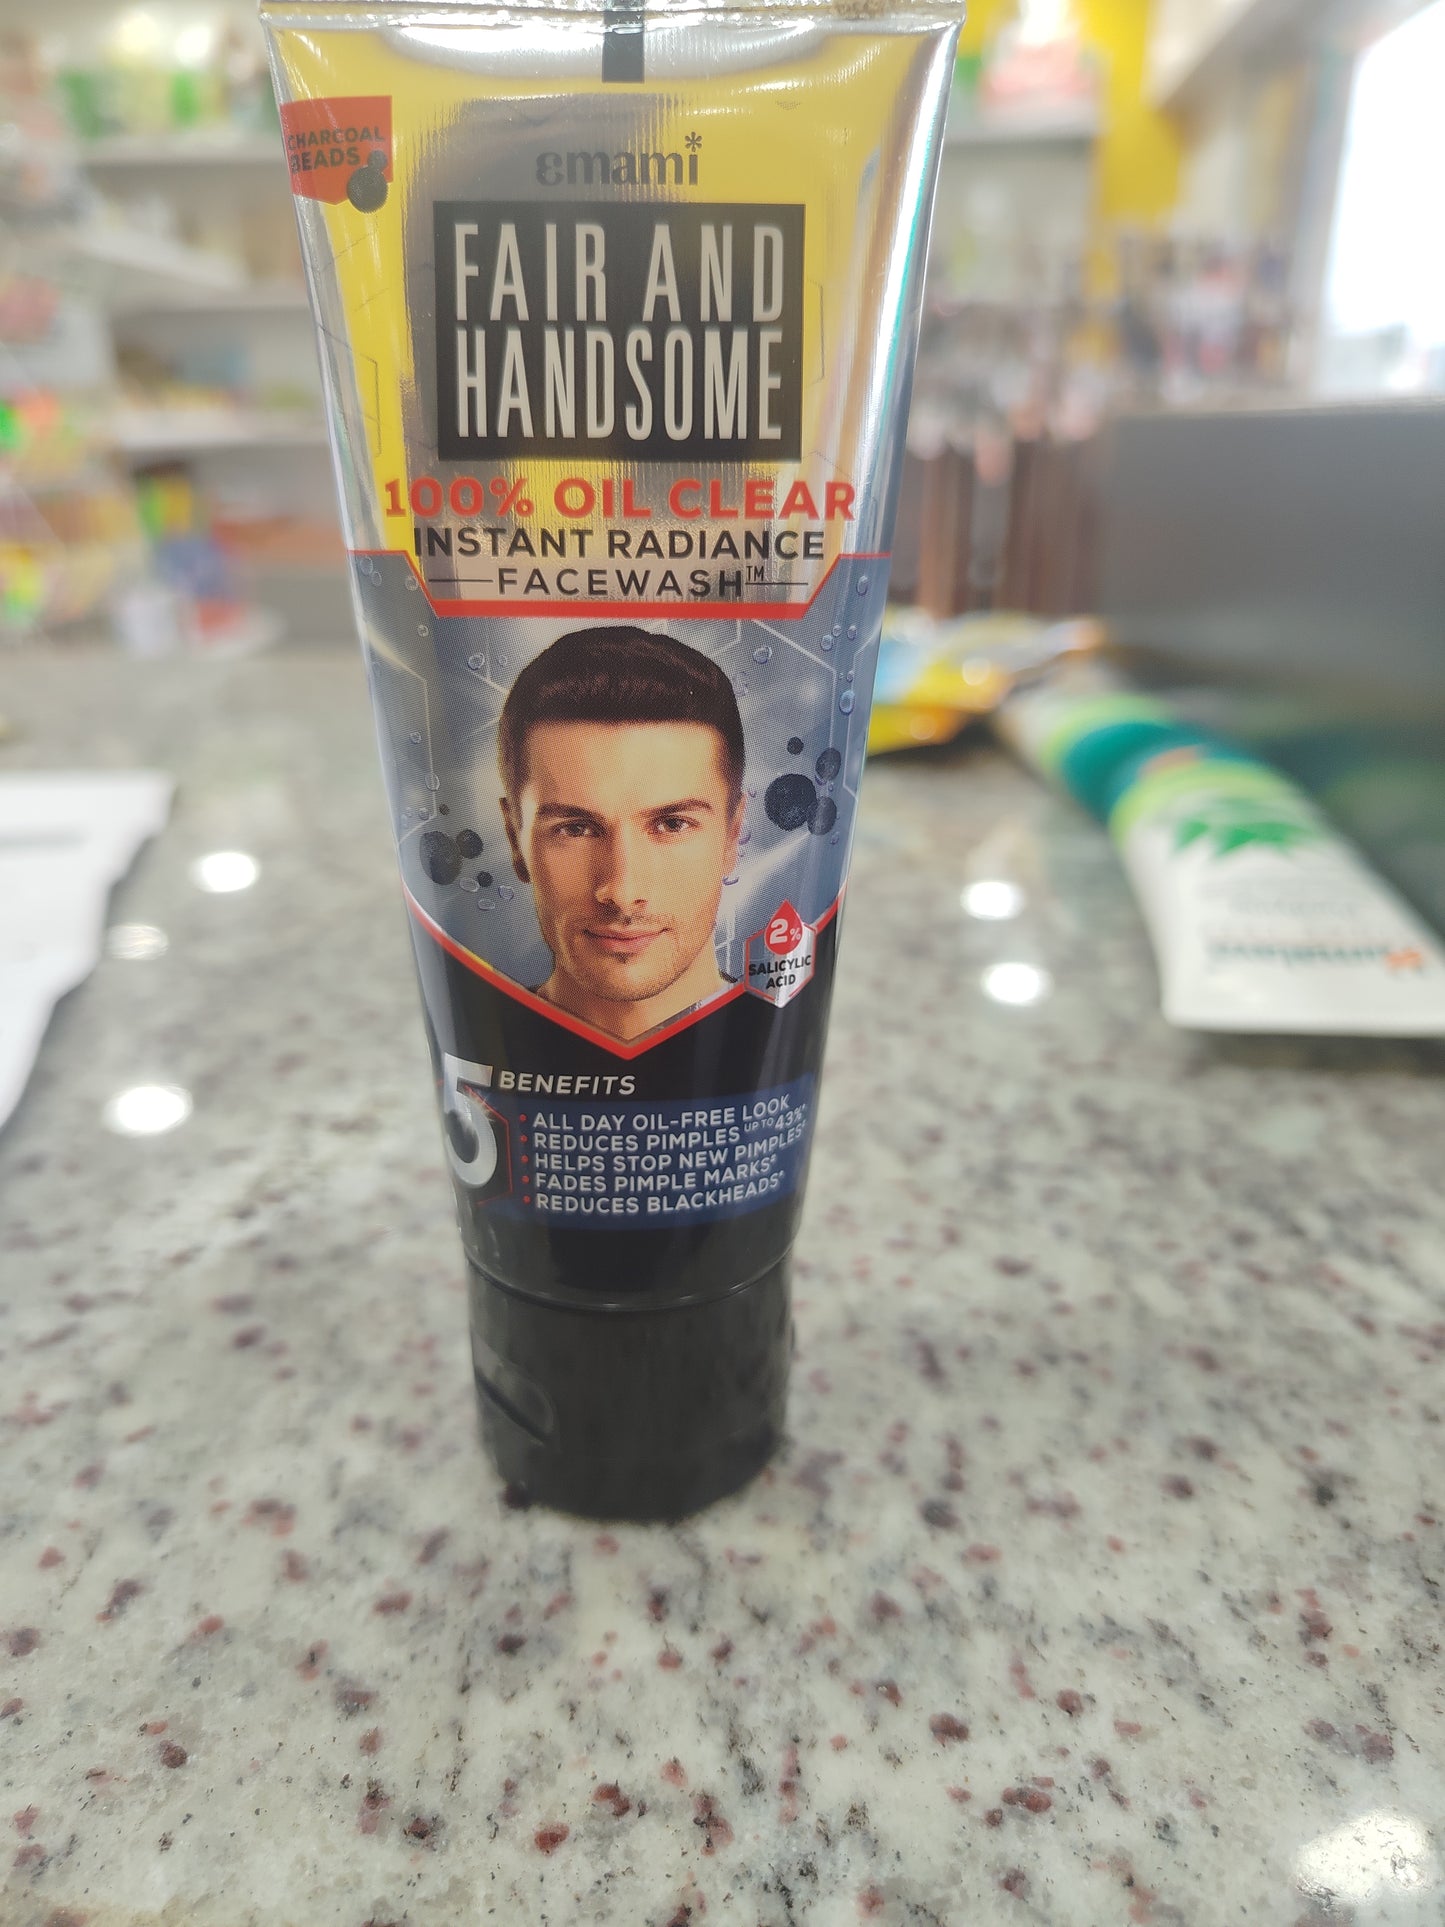 CHARCOAL
BEADS
emami*
FAIR AND
HANDSOME
100% OIL CLEAR
INSTANT RADIANCE
FACEWASH™
2%
SALICYLIC
ACID
5 BENEFITS
• ALL DAY OIL-FREE LOOK
• REDUCES PIMPLES UP TO 43%*
• HELPS STOP NEW PIMPLES*
• FADES PIMPLE MARKS*
• REDUCES BLACKHEADS*
Himalaya